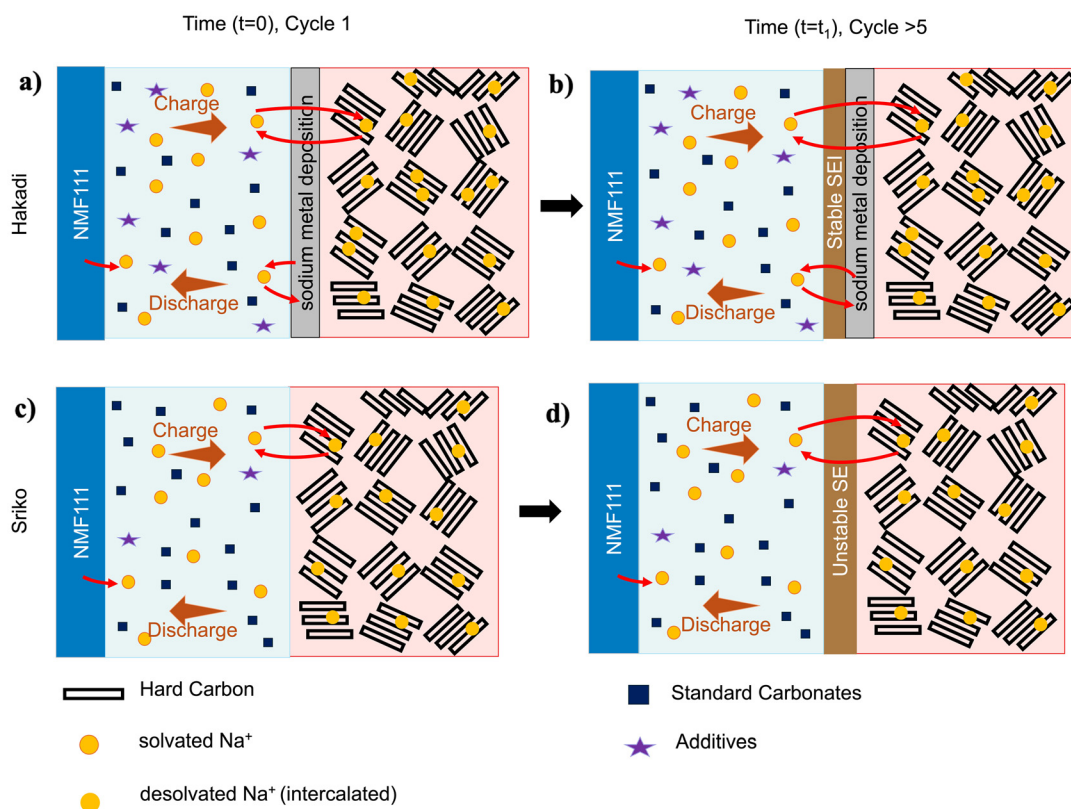 Time (t=0), Cycle 1
Time (t=t₁), Cycle >5
a)
Hakadi
NMF111
Charge
Discharge
sodium metal deposition
b)
NMF111
Charge
Discharge
Stable SEI
sodium metal deposition
c)
Sriko
NMF111
Charge
Discharge
d)
NMF111
Charge
Discharge
Unstable SE
Hard Carbon
Standard Carbonates
solvated Na⁺
Additives
desolvated Na⁺ (intercalated)